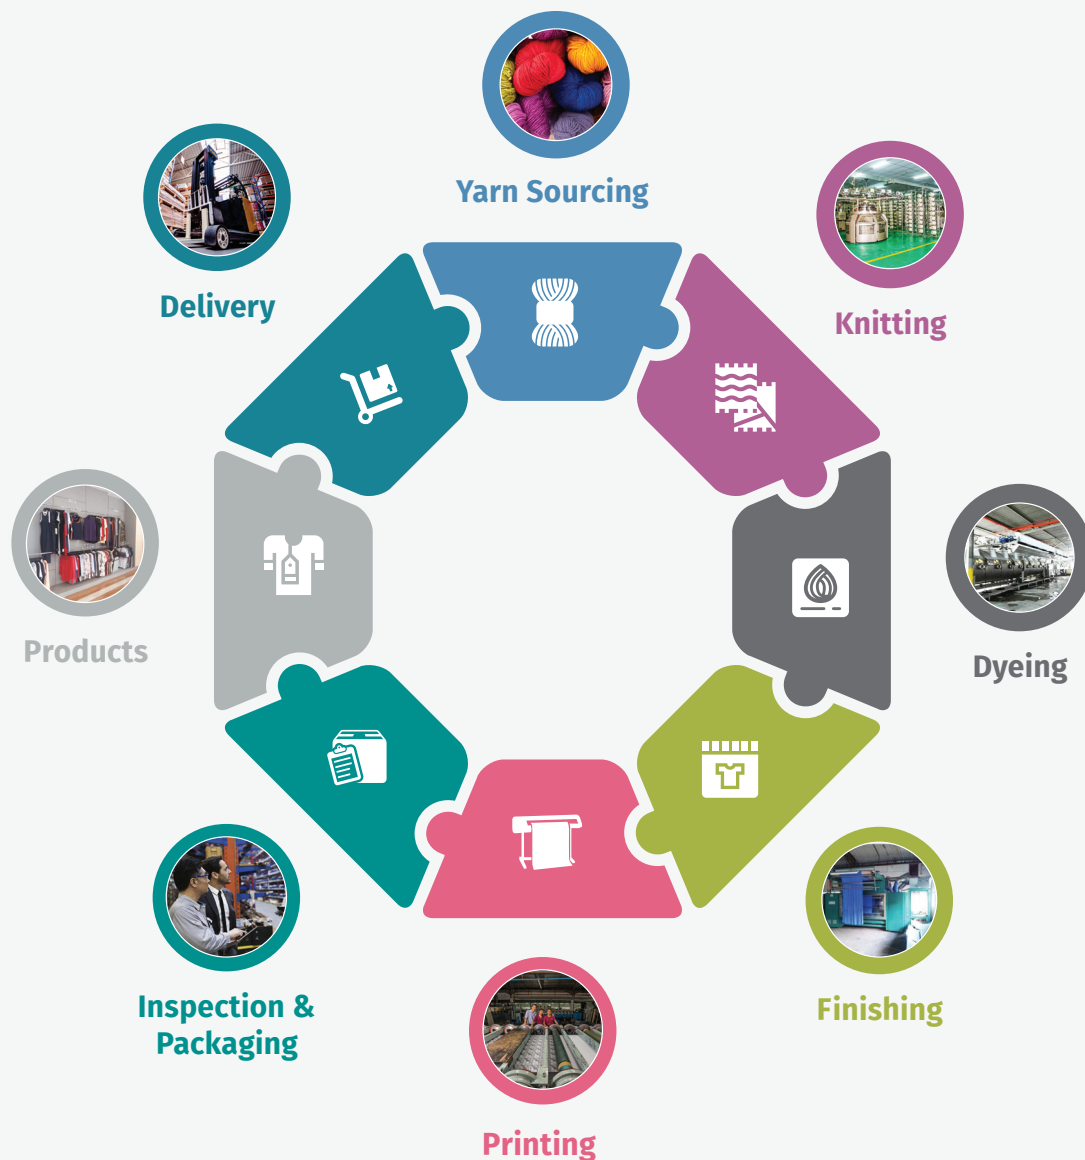 Yarn Sourcing
Knitting
Dyeing
Finishing
Printing
Inspection &
Packaging
Products
Delivery